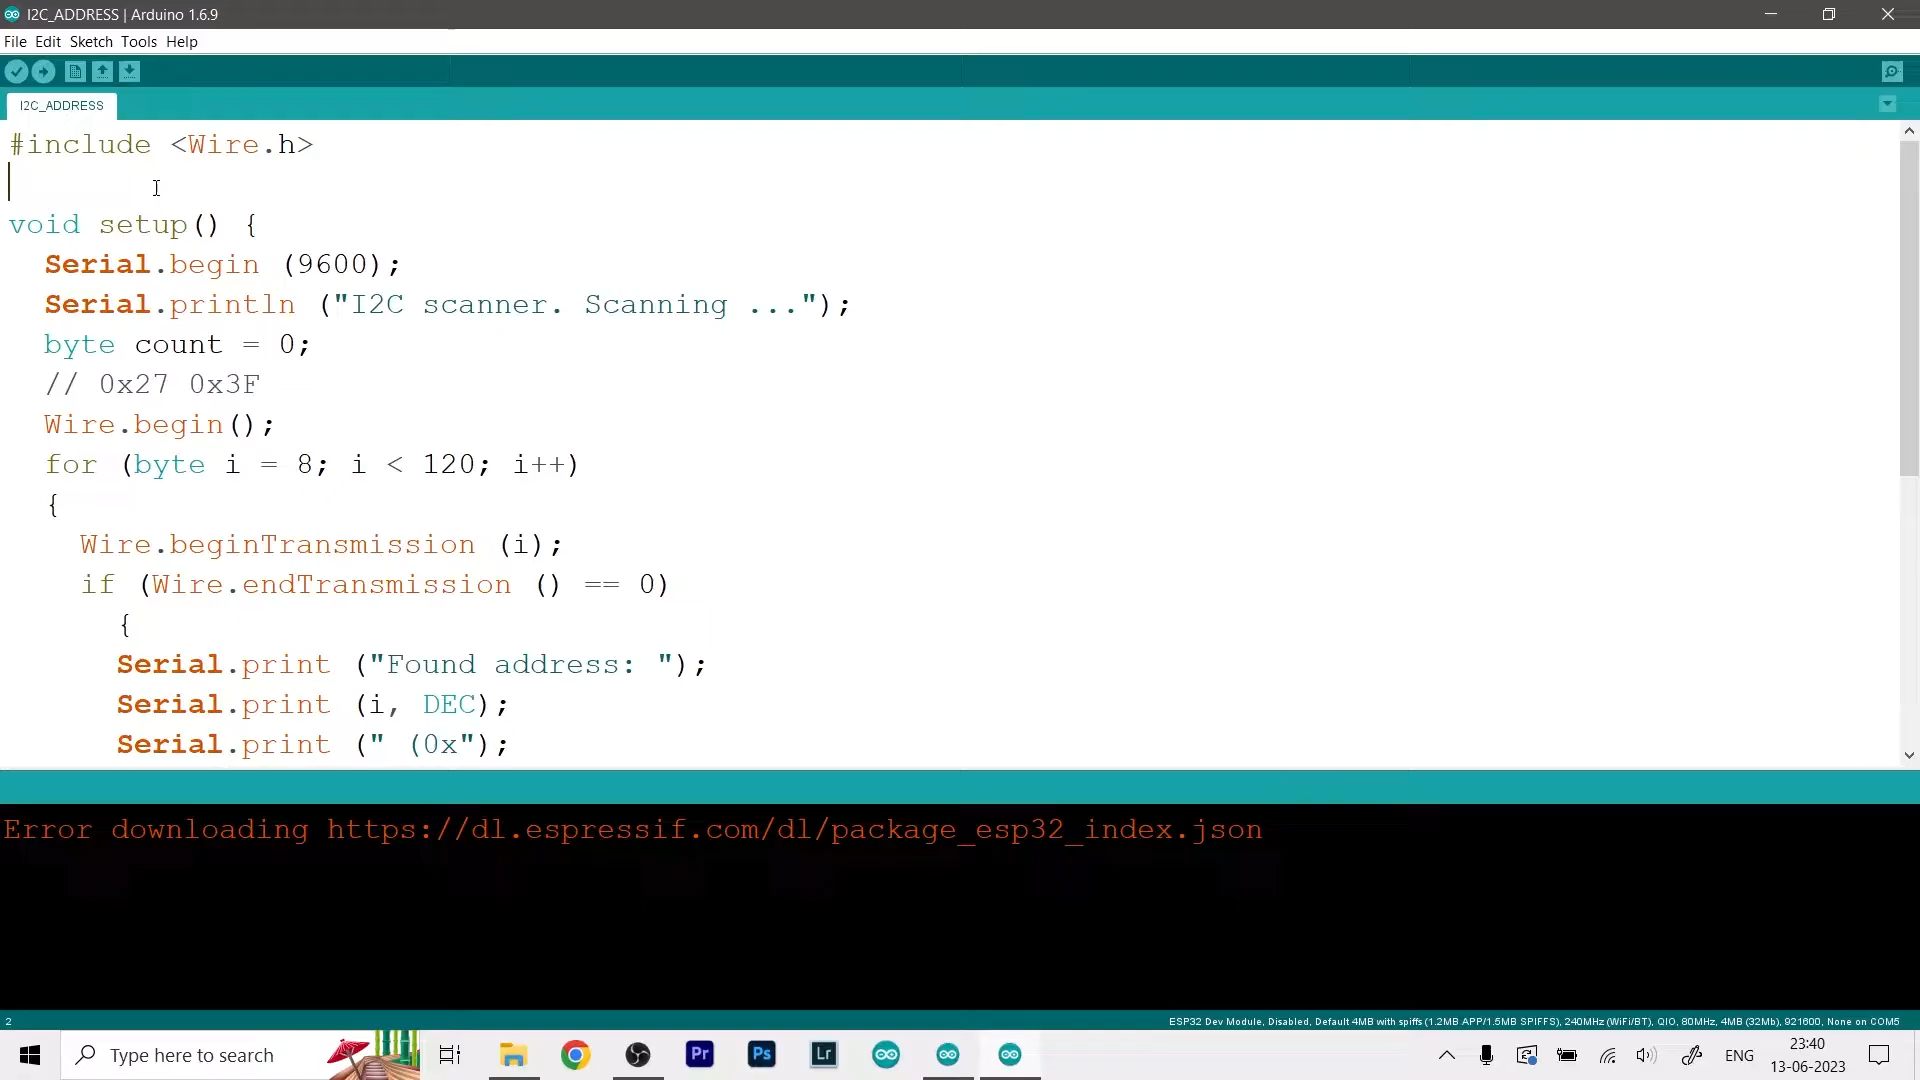 I2C_ADDRESS | Arduino 1.6.9
File Edit Sketch Tools Help
I2C_ADDRESS
#include <Wire.h>
void setup() {
Serial.begin (9600);
Serial.println ("I2C scanner. Scanning ...");
byte count = 0;
// 0x27 0x3F
Wire.begin();
for (byte i = 8; i < 120; i++)
{
Wire.beginTransmission (i);
if (Wire.endTransmission () == 0)
{
Serial.print ("Found address: ");
Serial.print (i, DEC);
Serial.print (" (0x");
Error downloading https://dl.espressif.com/dl/package_esp32_index.json
2
ESP32 Dev Module, Disabled, Default 4MB with spiffs (1.2MB APP/1.5MB SPIFFS), 240MHz (WiFi/BT), QIO, 80MHz, 4MB (32Mb), 921600, None on COM5
Type here to search
Pr
Ps
Lr
ENG
23:40
13-06-2023